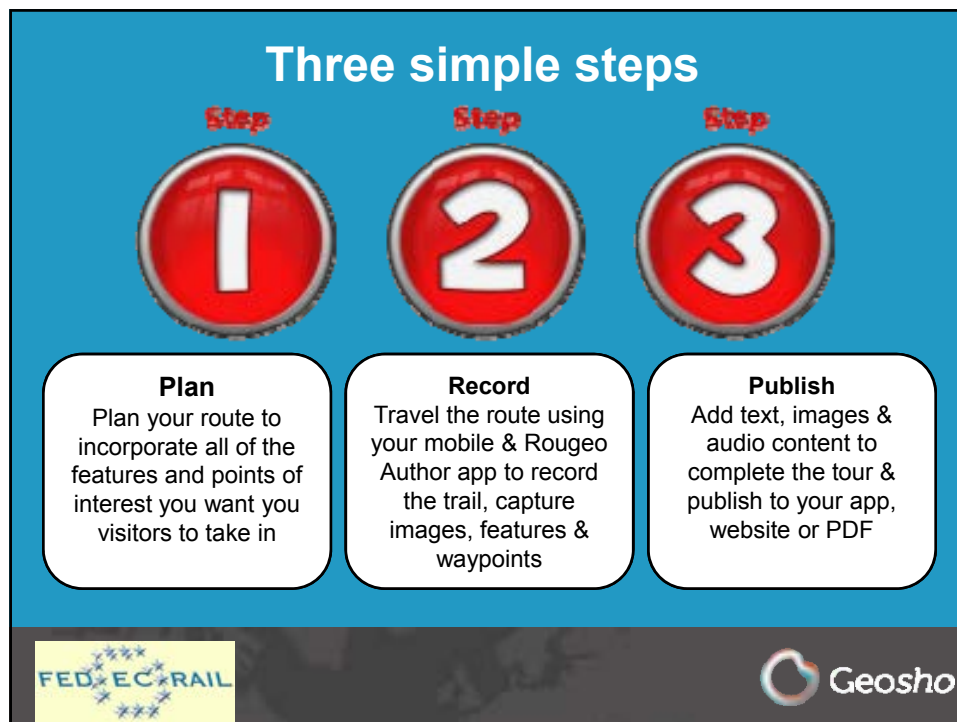 Three simple steps
Step
Step
Step
1
2
3
Plan
Plan your route to
incorporate all of the
features and points of
interest you want you
visitors to take in
Record
Travel the route using
your mobile & Rougeo
Author app to record
the trail, capture
images, features &
waypoints
Publish
Add text, images &
audio content to
complete the tour &
publish to your app,
website or PDF
FED EC RAIL
Geosho